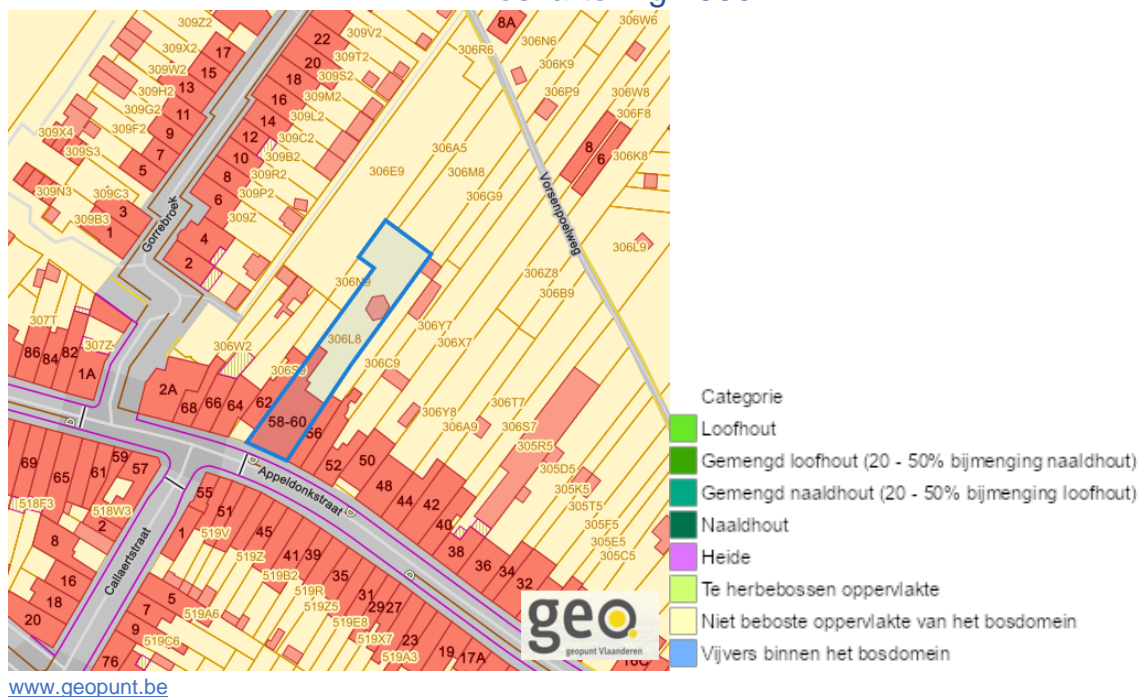 309Z2
306W6
8A
306N6
309V2
22
306R6
309X2
17
20
309T2
306K9
309W2
15
18
309S2
306P9
306W8
309H2
13
16
309M2
306F8
309G2
11
14
309L2
309X4
309F2
9
12
309C2
306A5
8
6
306K8
309S3
7
10
309B2
306E9
306M8
5
8
309R2
Vorsenpoelweg
309N3
309C3
6
309P2
306G9
3
309Z
309B3
1
Gorrebroek
4
306L9
2
306Z8
306N9
306B9
307T
306Y7
306L8
306X7
86
84
82
307Z
306W2
306C9
1A
306S9
2A
68
66
64
62
58-60
306T7
306Y8
56
306A9
306S7
305R5
69
65
61
59
57
D
Appeldonkstraat
52
50
305D5
55
48
305K5
518F3
518W3
51
44
42
305T5
2
1
519V
D
40
305F5
8
45
305E5
519Z
38
305C5
41
39
36
Callaertstraat
519B2
35
34
16
5
519R
32
18
7
519A6
519Z5
31
20
9
519E8
29
27
519C6
519X7
23
76
519A3
19
17A
16C
geo.
geopunt Vlaanderen
Categorie
Loofhout
Gemengd loofhout (20 - 50% bijmenging naaldhout)
Gemengd naaldhout (20 - 50% bijmenging loofhout)
Naaldhout
Heide
Te herbebossen oppervlakte
Niet beboste oppervlakte van het bosdomein
Vijvers binnen het bosdomein
www.geopunt.be